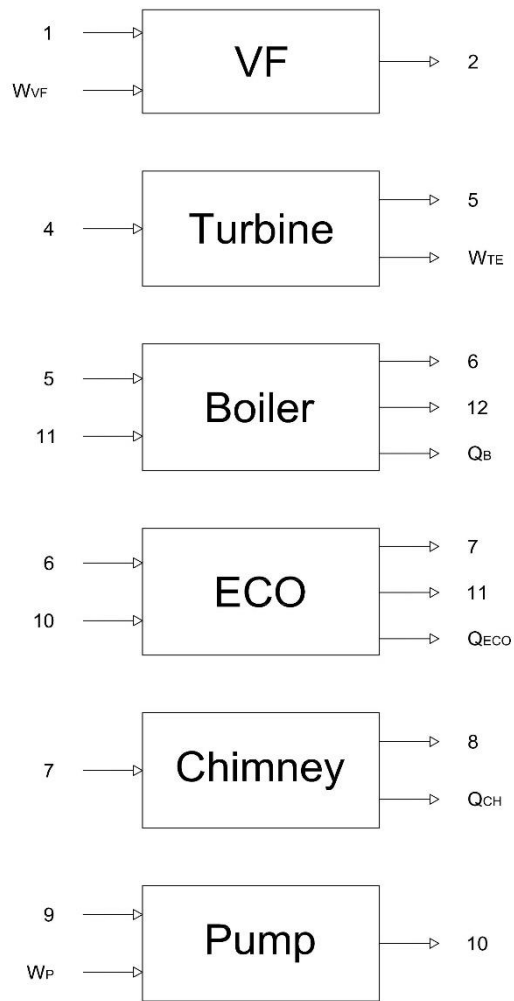 1
VF
2
WVF
Turbine
4
5
WTE
5
Boiler
6
11
12
QB
6
ECO
7
10
11
QECO
7
Chimney
8
QCH
9
Pump
10
WP